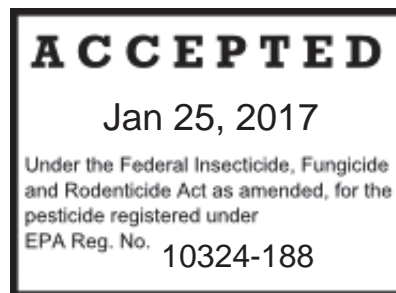 ACCEPTED
Jan 25, 2017
Under the Federal Insecticide, Fungicide
and Rodenticide Act as amended, for the
pesticide registered under
EPA Reg. No. 10324-188